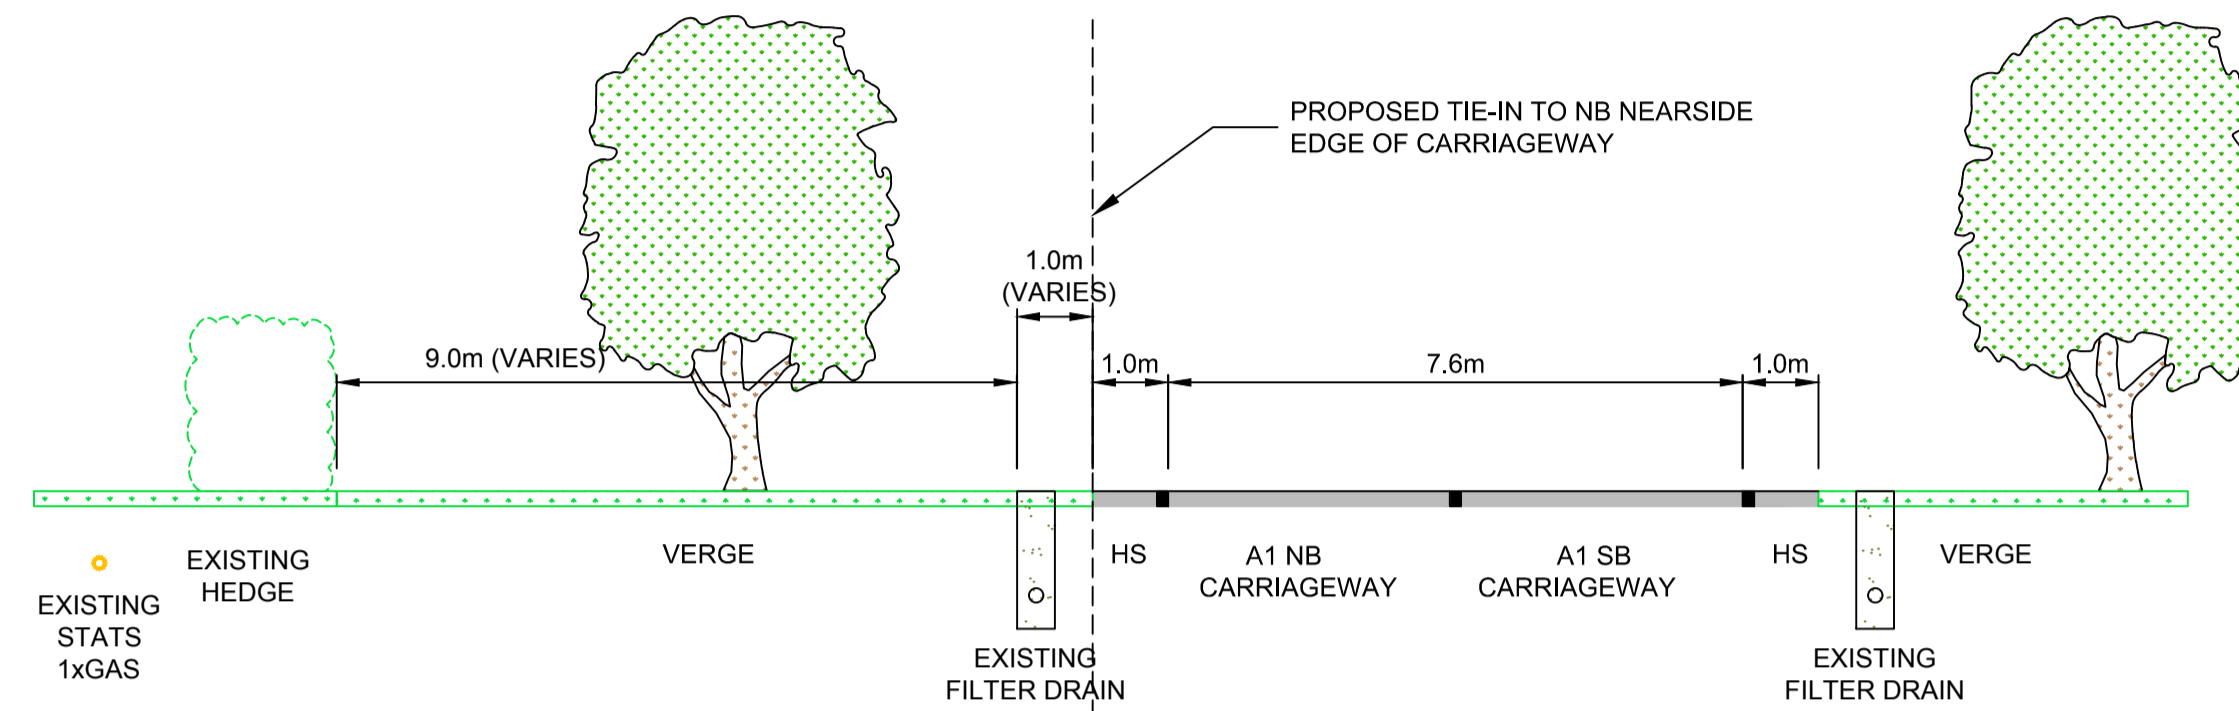 PROPOSED TIE-IN TO NB NEARSIDE
EDGE OF CARRIAGEWAY
1.0m
(VARIES)
9.0m (VARIES)
1.0m
7.6m
1.0m
EXISTING
STATS
1xGAS
EXISTING
HEDGE
VERGE
EXISTING
FILTER DRAIN
HS
A1 NB
CARRIAGEWAY
A1 SB
CARRIAGEWAY
HS
EXISTING
FILTER DRAIN
VERGE